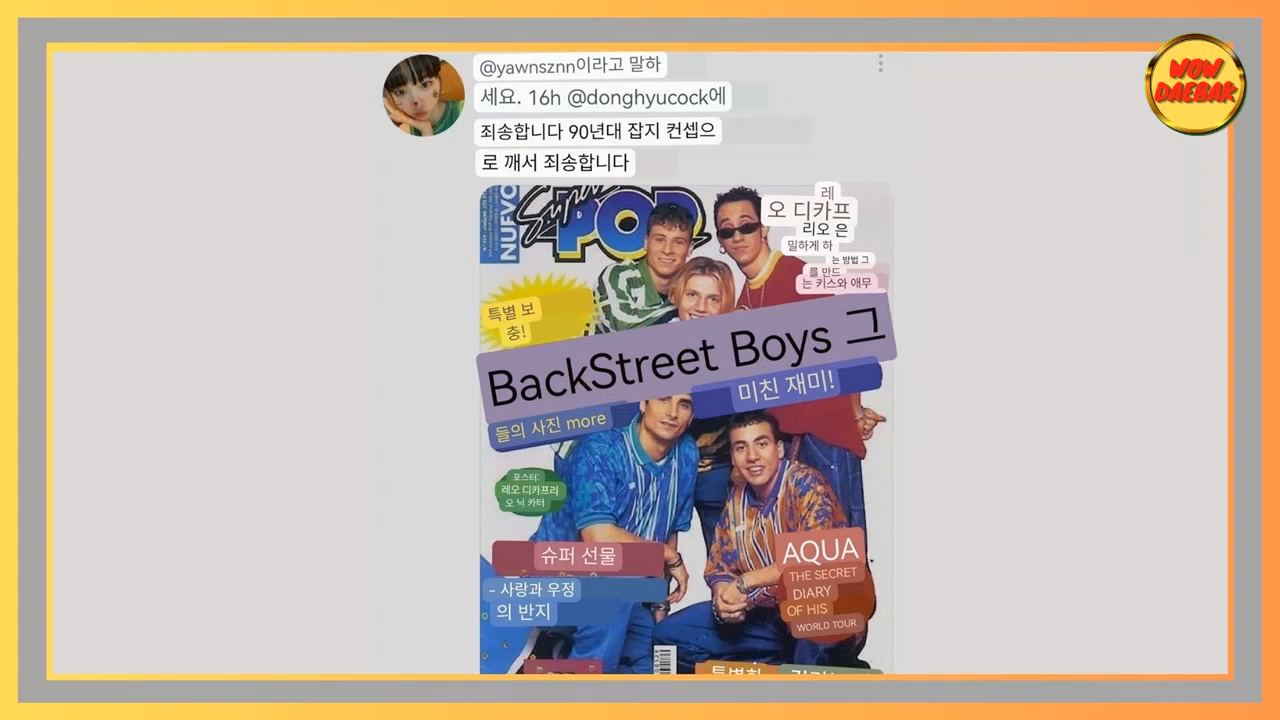 WOW
DAEBAK
@yawnsznn이라고 말하
세요. 16h @donghyucock에
죄송합니다 90년대 잡지 컨셉으
로 깨서 죄송합니다
NUEVO
Super
POP
레
오 디카프
리오 은
밀하게 하
는 방법 그
를 만드
는 키스와 애무
특별 보
충!
BackStreet Boys 그
미친 재미!
들의 사진 more
포스터:
레오 디카프리
오 닉 카터
슈퍼 선물
- 사랑과 우정
의 반지
AQUA
THE SECRET
DIARY
OF HIS
WORLD TOUR